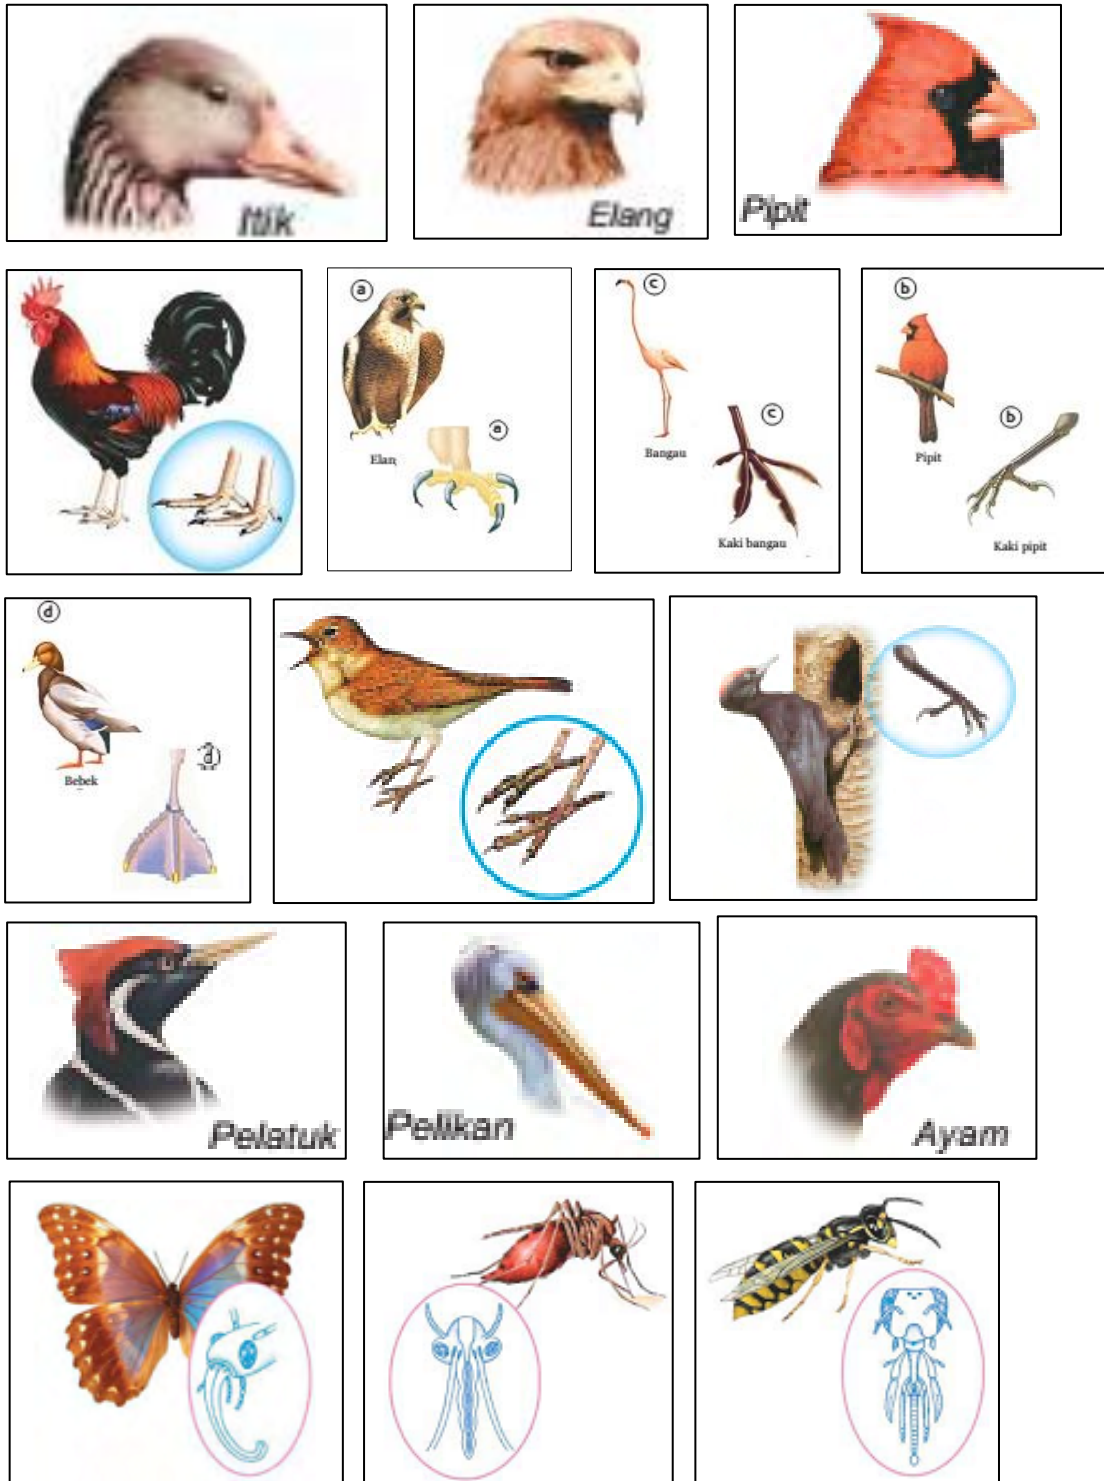 Itik
Elang
Pipit
a
a
Elan
c
c
Bangau
Kaki bangau
b
b
Pipit
Kaki pipit
d
d
Bebek
Pelatuk
Pelikan
Ayam